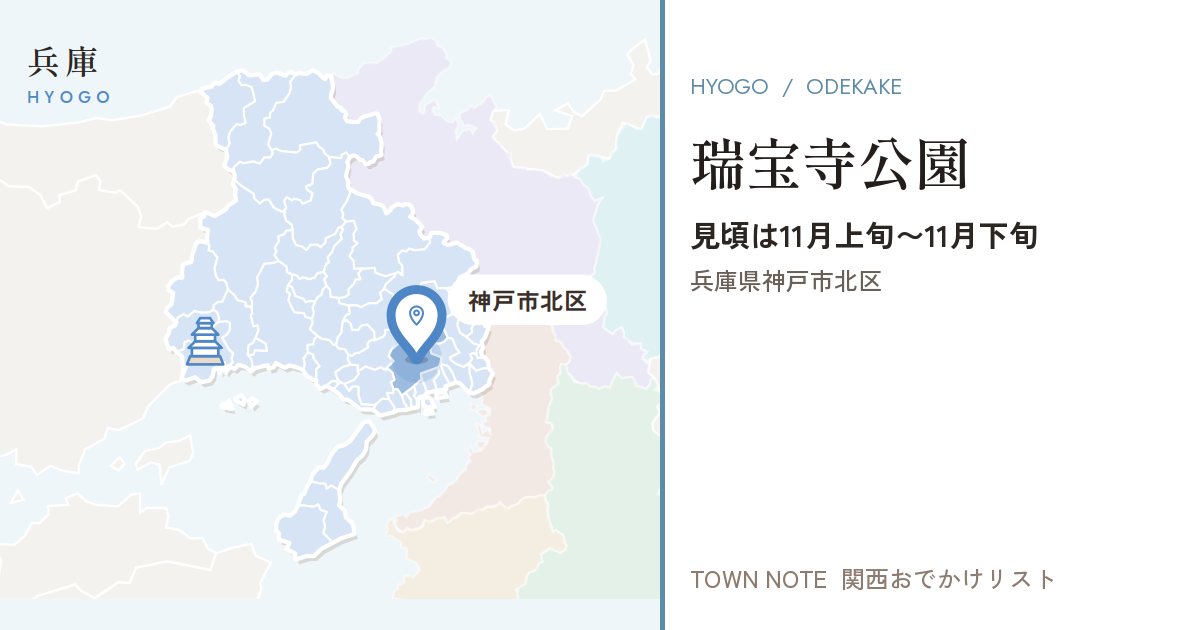 兵庫
HYOGO
神戸市北区
HYOGO / ODEKAKE
瑞宝寺公園
見頃は11月上旬～11月下旬
兵庫県神戸市北区
TOWN NOTE 関西おでかけリスト